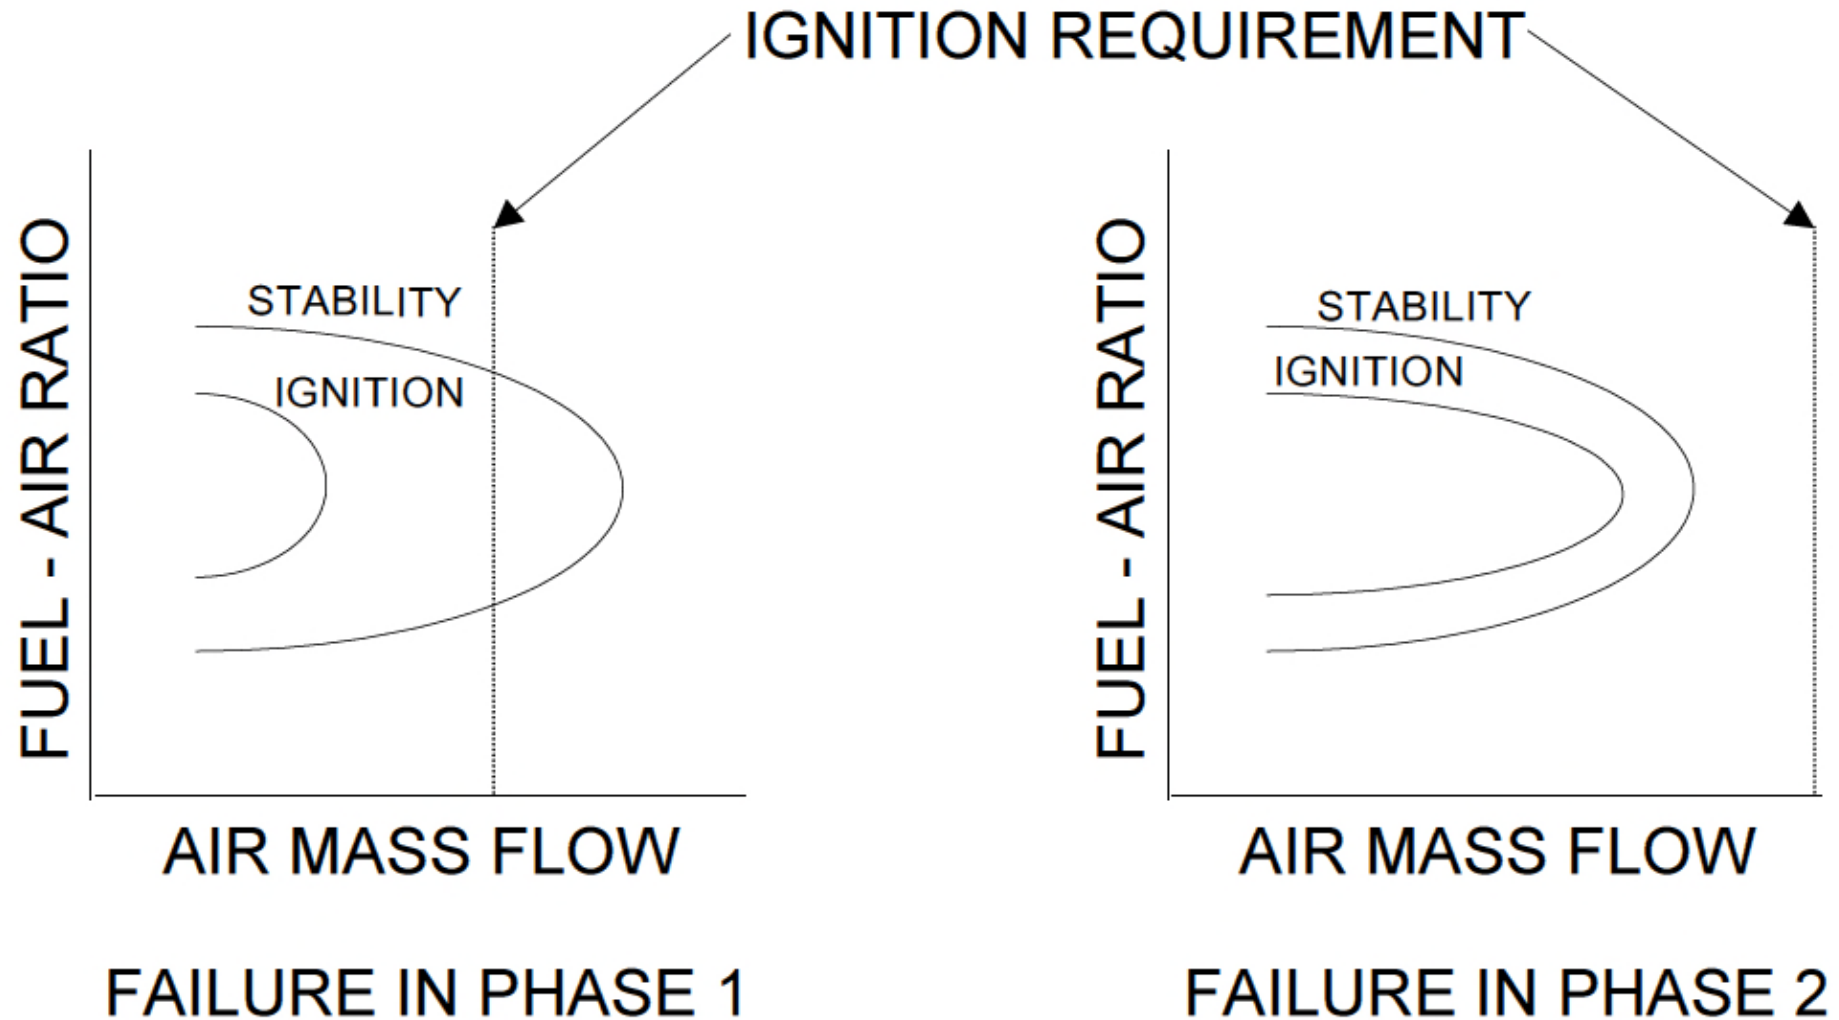 IGNITION REQUIREMENT
FUEL - AIR RATIO
STABILITY
IGNITION
AIR MASS FLOW
FAILURE IN PHASE 1
FUEL - AIR RATIO
STABILITY
IGNITION
AIR MASS FLOW
FAILURE IN PHASE 2